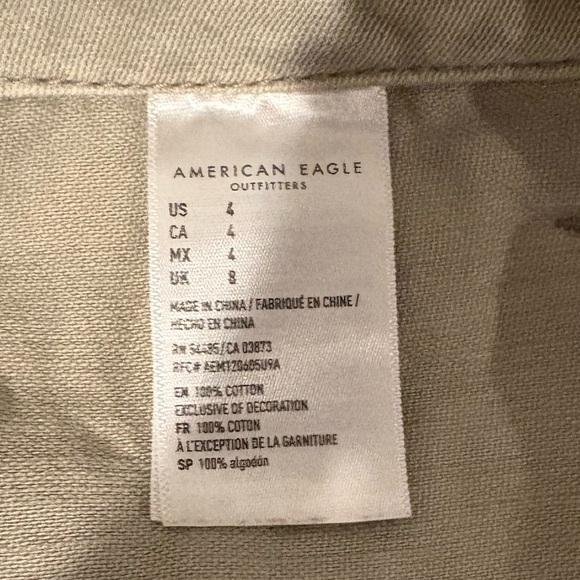 AMERICAN EAGLE
OUTFITTERS
US 4
CA 4
MX 4
UK 8
MADE IN CHINA / FABRIQUÉ EN CHINE /
HECHO EN CHINA
RN 54485/CA 03873
RFC# AEM120605U9A
EN 100% COTTON
EXCLUSIVE OF DECORATION
FR 100% COTON
À L'EXCEPTION DE LA GARNITURE
SP 100% algodón